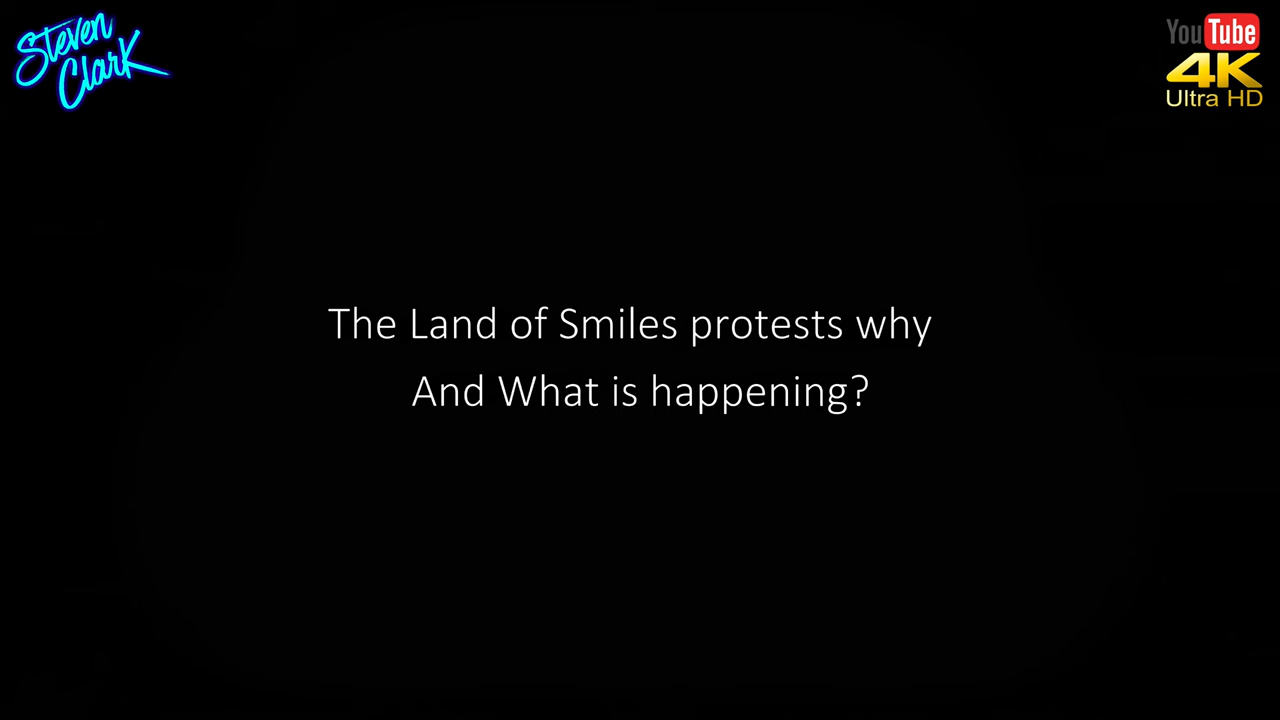 Steven
Clark
YouTube
4K
Ultra HD
The Land of Smiles protests why
And What is happening?